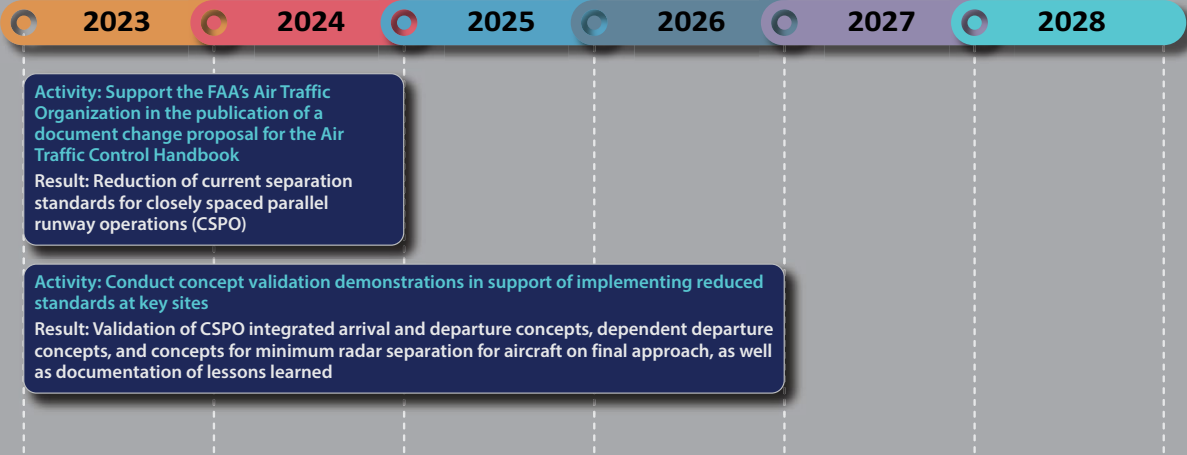 2023 2024 2025 2026 2027 2028
Activity: Support the FAA's Air Traffic
Organization in the publication of a
document change proposal for the Air
Traffic Control Handbook
Result: Reduction of current separation
standards for closely spaced parallel
runway operations (CSPO)
Activity: Conduct concept validation demonstrations in support of implementing reduced
standards at key sites
Result: Validation of CSPO integrated arrival and departure concepts, dependent departure
concepts, and concepts for minimum radar separation for aircraft on final approach, as well
as documentation of lessons learned